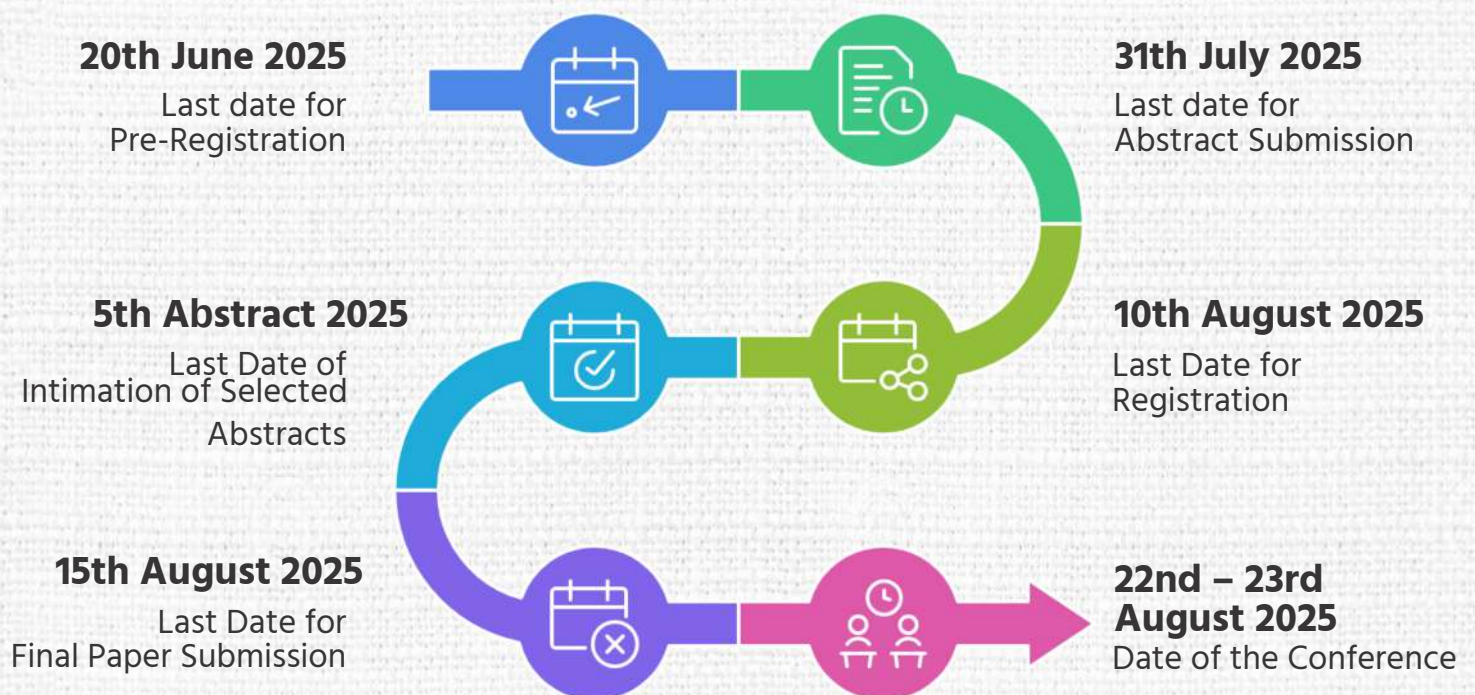 20th June 2025
Last date for
Pre-Registration
31th July 2025
Last date for
Abstract Submission
5th Abstract 2025
Last Date of
Intimation of Selected
Abstracts
10th August 2025
Last Date for
Registration
15th August 2025
Last Date for
Final Paper Submission
22nd – 23rd
August 2025
Date of the Conference